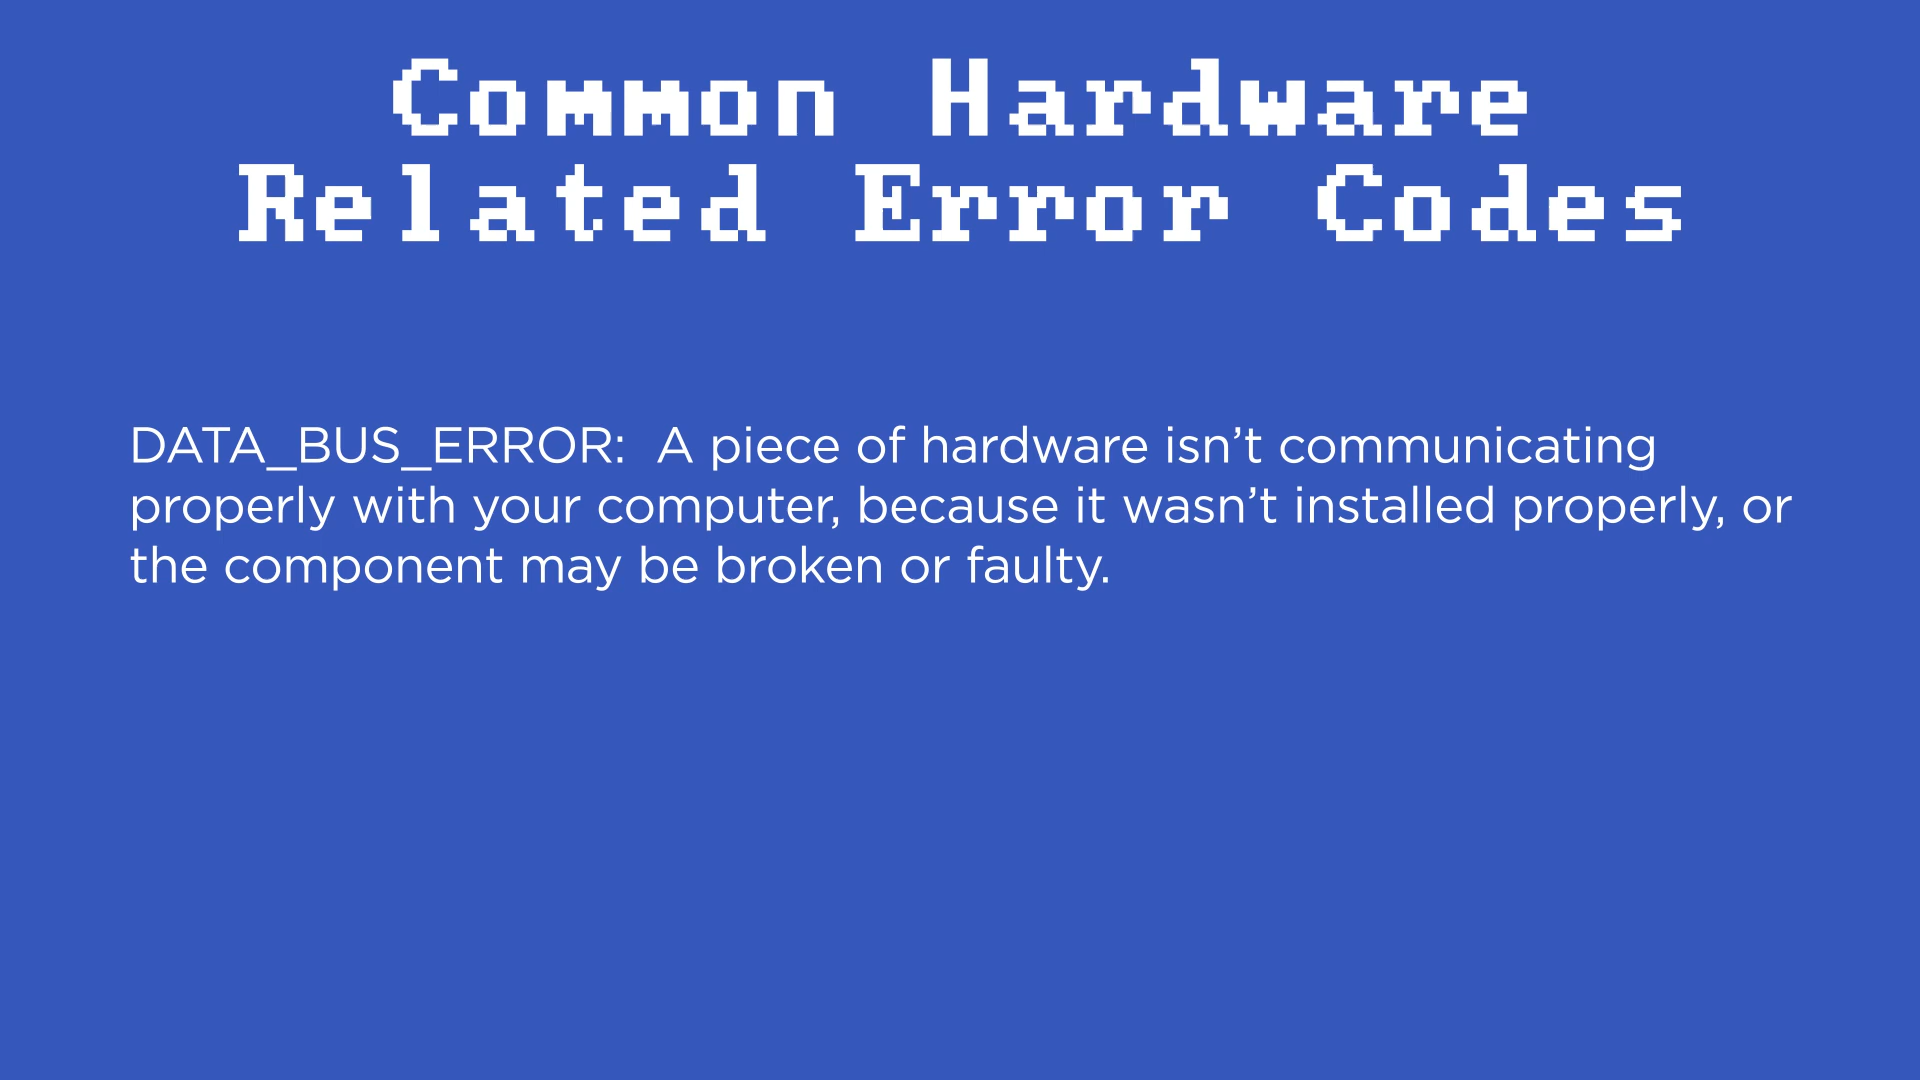 Common Hardware
Related Error Codes
DATA_BUS_ERROR:  A piece of hardware isn’t communicating
properly with your computer, because it wasn’t installed properly, or
the component may be broken or faulty.